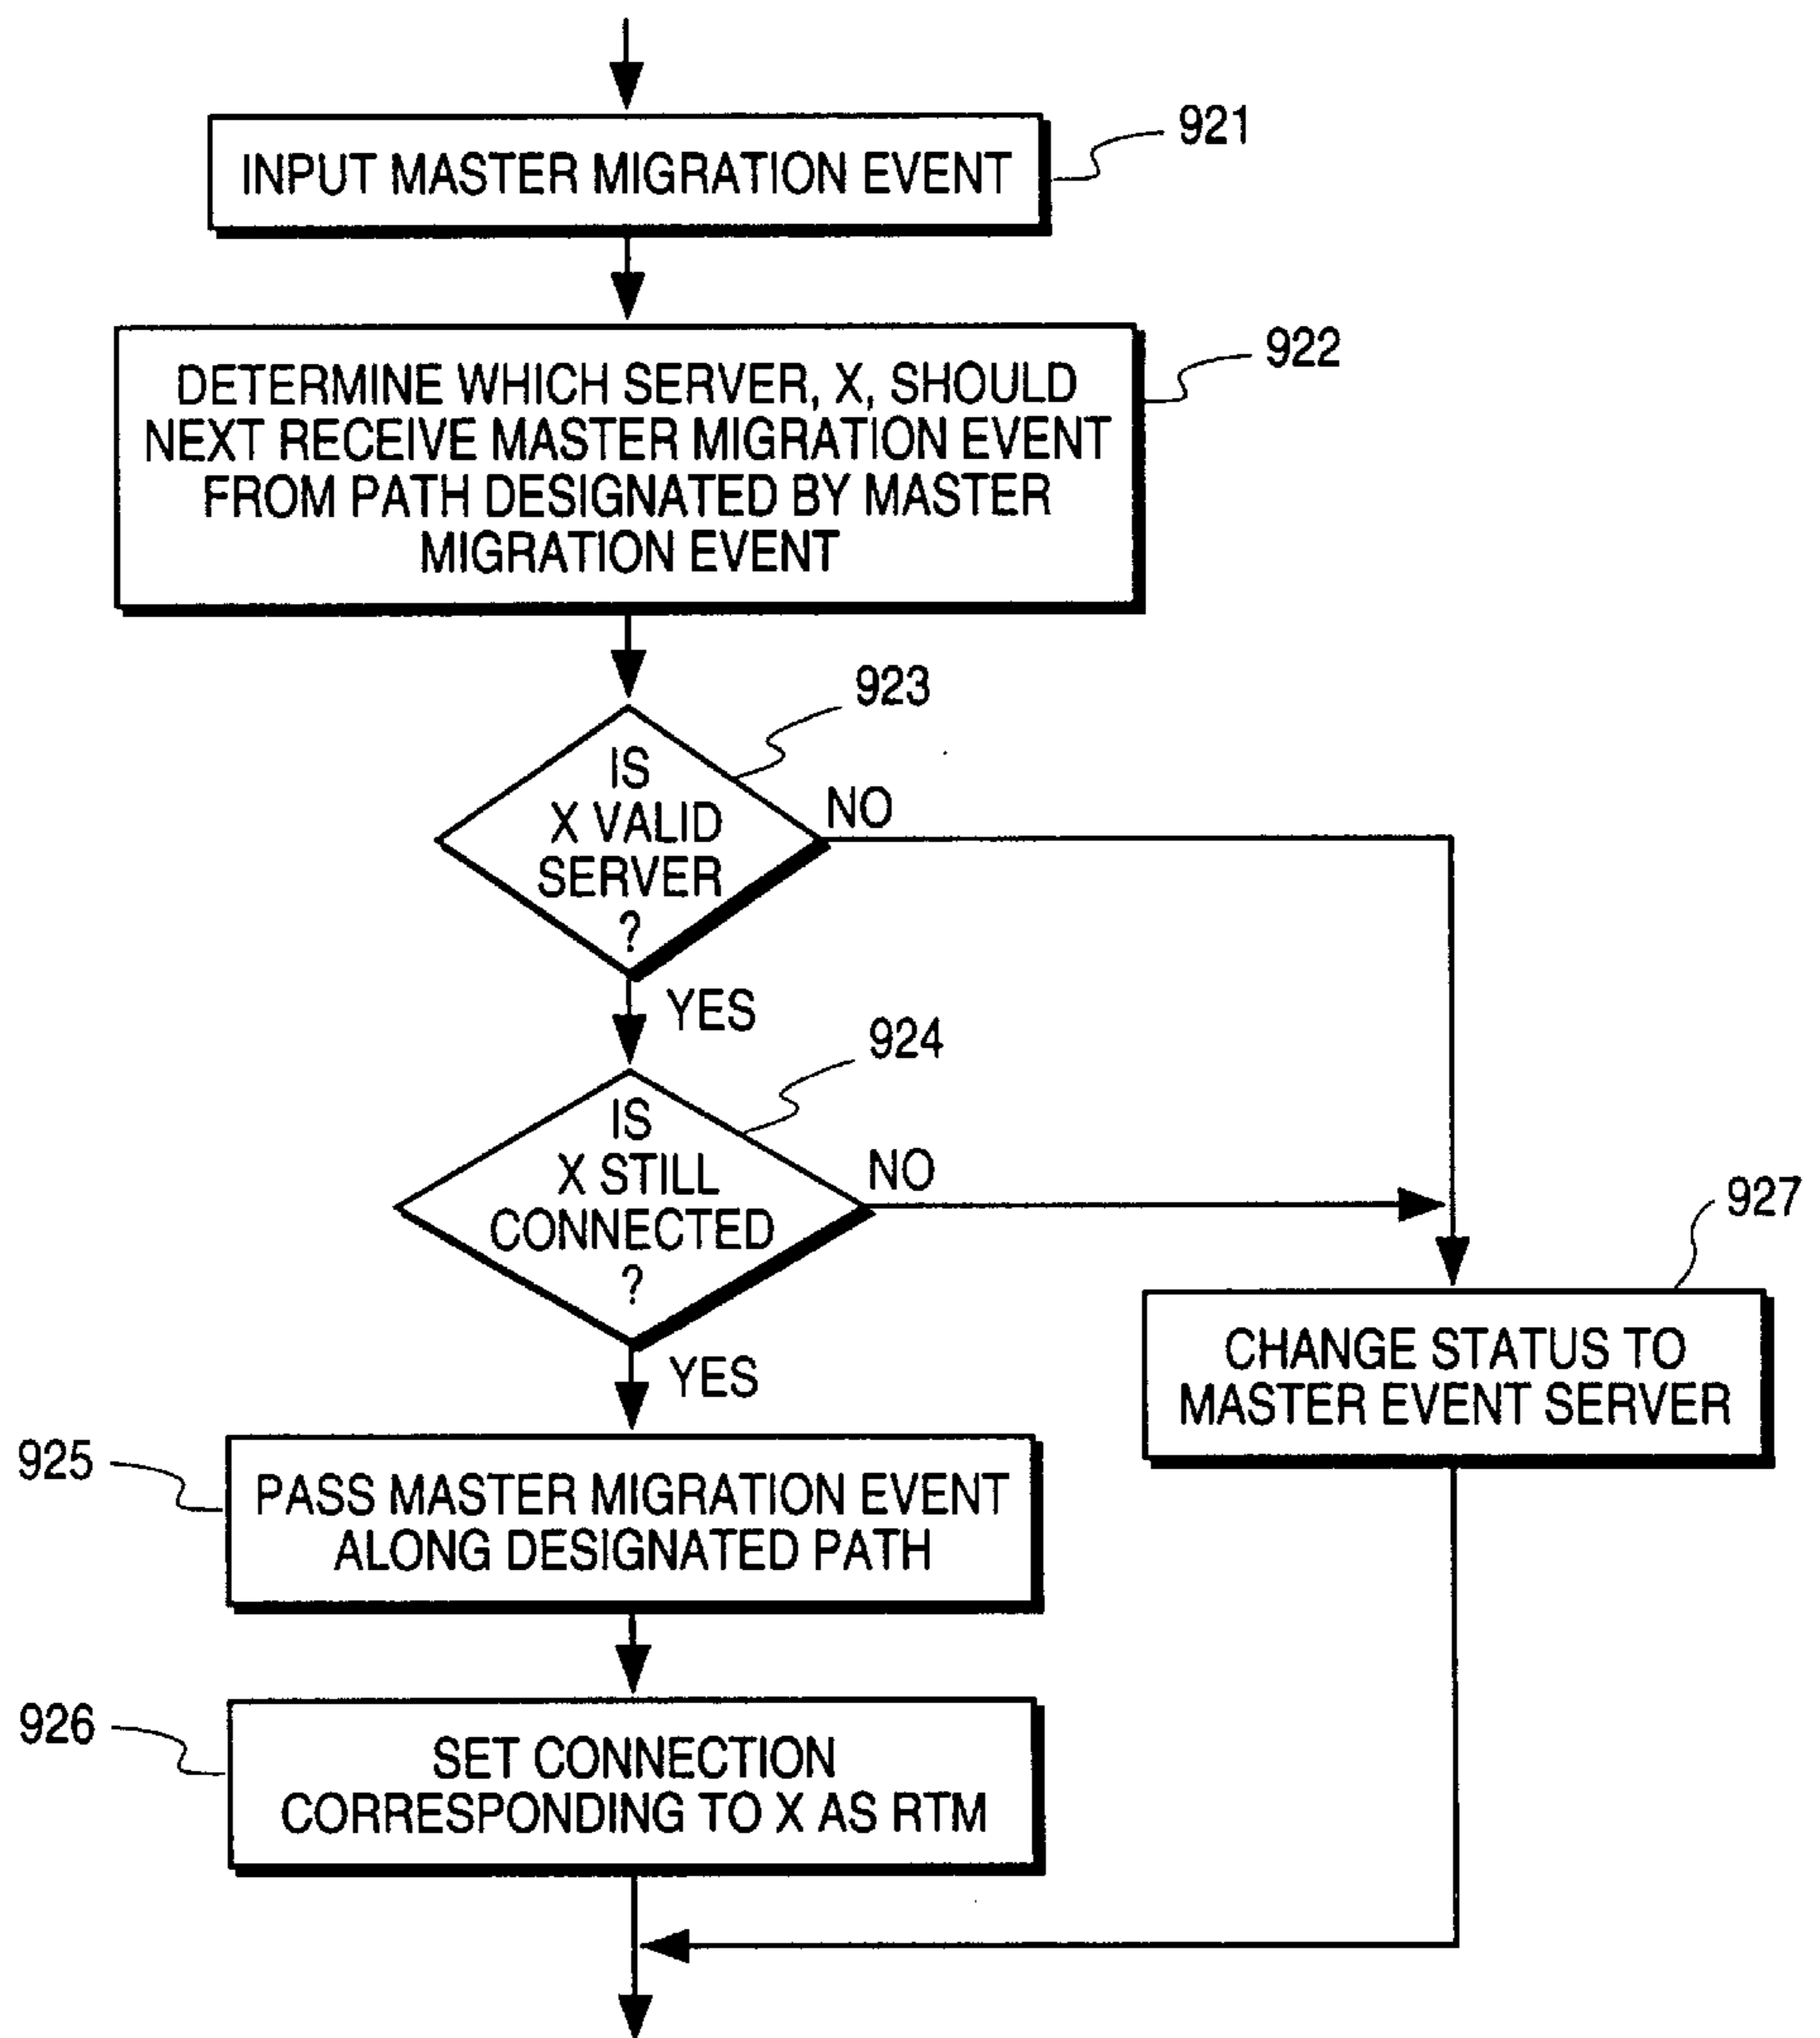 INPUT MASTER MIGRATION EVENT
921
DETERMINE WHICH SERVER, X, SHOULD
NEXT RECEIVE MASTER MIGRATION EVENT
FROM PATH DESIGNATED BY MASTER
MIGRATION EVENT
922
923
IS
X VALID
SERVER
?
NO
YES
924
IS
X STILL
CONNECTED
?
NO
YES
927
CHANGE STATUS TO
MASTER EVENT SERVER
925
PASS MASTER MIGRATION EVENT
ALONG DESIGNATED PATH
926
SET CONNECTION
CORRESPONDING TO X AS RTM